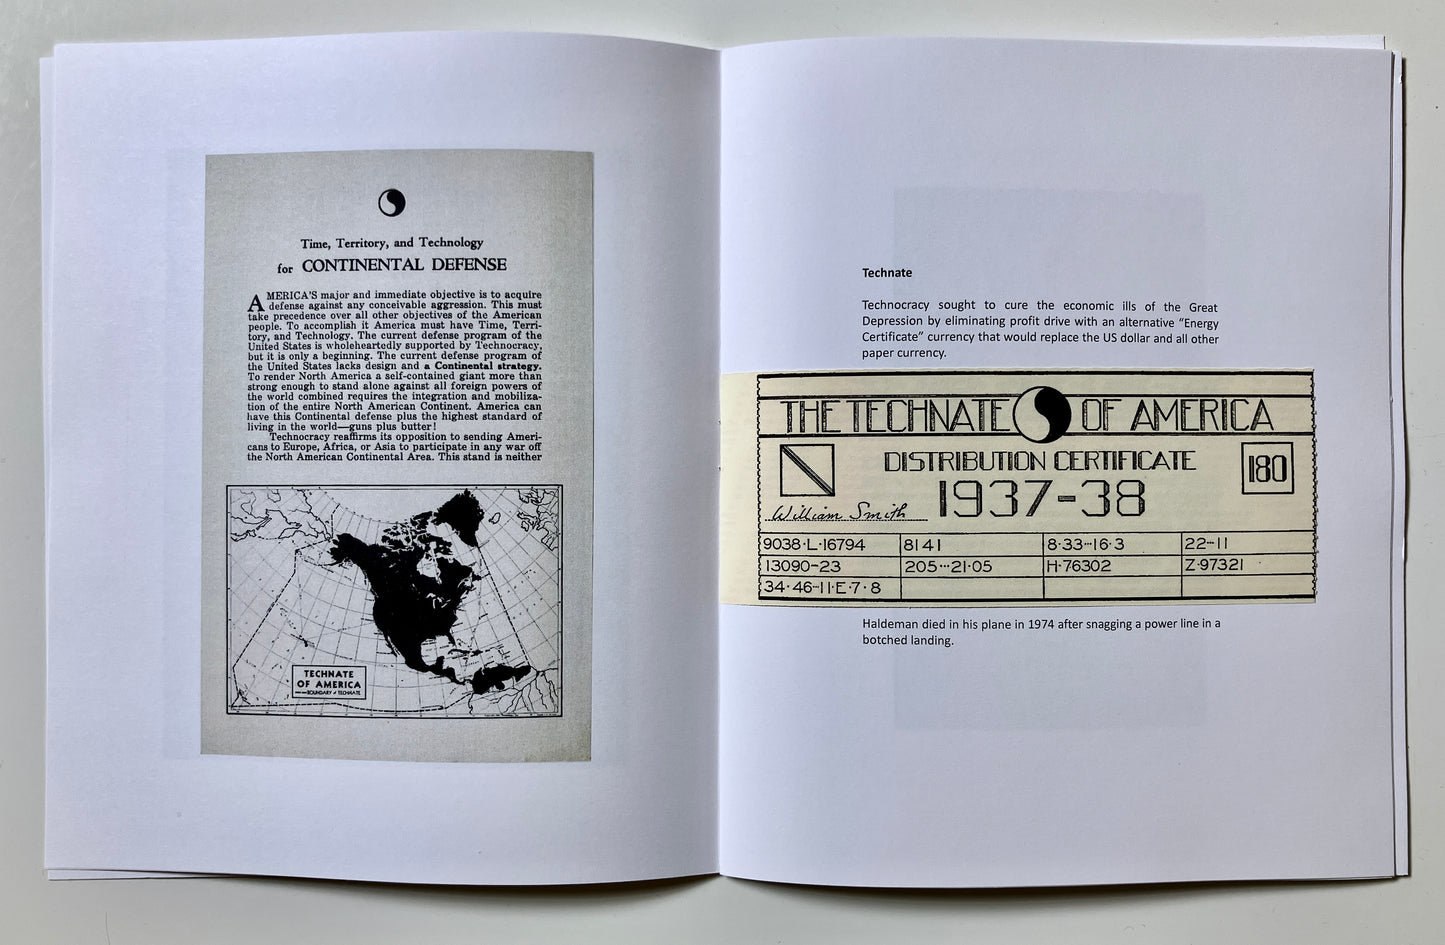 Time, Territory, and Technology
for CONTINENTAL DEFENSE
AMERICA'S major and immediate objective is to acquire
defense against any conceivable aggression. This must
take precedence over all other objectives of the American
people. To accomplish it America must have Time, Terri-
tory, and Technology. The current defense program of the
United States is wholeheartedly supported by Technocracy,
but it is only a beginning. The current defense program of
the United States lacks design and a Continental strategy.
To render North America a self-contained giant more than
strong enough to stand alone against all foreign powers of
the world combined requires the integration and mobiliza-
tion of the entire North American Continent. America can
have this Continental defense plus the highest standard of
living in the world—guns plus butter!
Technocracy reaffirms its opposition to sending Ameri-
cans to Europe, Africa, or Asia to participate in any war off
the North American Continental Area. This stand is neither
TECHNATE
OF AMERICA
BOUNDARY of TECHNATE
Technate
Technocracy sought to cure the economic ills of the Great
Depression by eliminating profit drive with an alternative “Energy
Certificate” currency that would replace the US dollar and all other
paper currency.
THE TECHNATE OF AMERICA
DISTRIBUTION CERTIFICATE
180
1937-38
William Smith
9038·L·16794 8141 8·33··16·3 22··11
13090-23 205···21·05 H·76302 Z·97321
34·46-11·E·7·8
Haldeman died in his plane in 1974 after snagging a power line in a
botched landing.